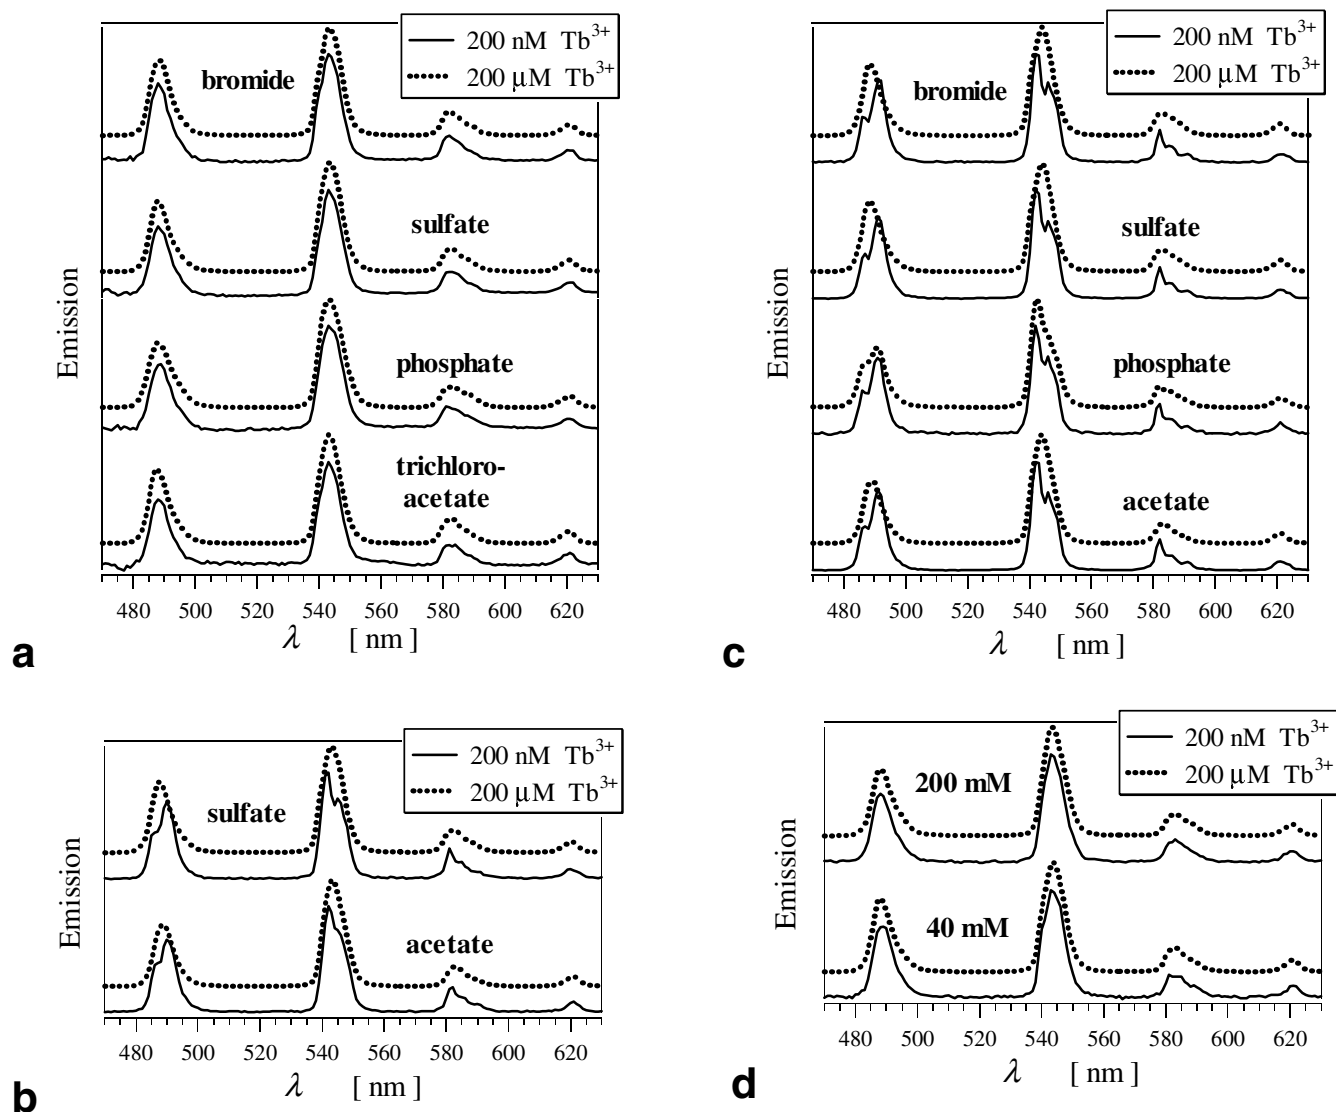 200 nM Tb3+
200 μM Tb3+
bromide
sulfate
phosphate
trichloro-
acetate
Emission
480 500 520 540 560 580 600 620
λ [ nm ]
a
200 nM Tb3+
200 μM Tb3+
bromide
sulfate
phosphate
acetate
Emission
480 500 520 540 560 580 600 620
λ [ nm ]
c
200 nM Tb3+
200 μM Tb3+
sulfate
acetate
Emission
480 500 520 540 560 580 600 620
λ [ nm ]
b
200 nM Tb3+
200 μM Tb3+
200 mM
40 mM
Emission
480 500 520 540 560 580 600 620
λ [ nm ]
d